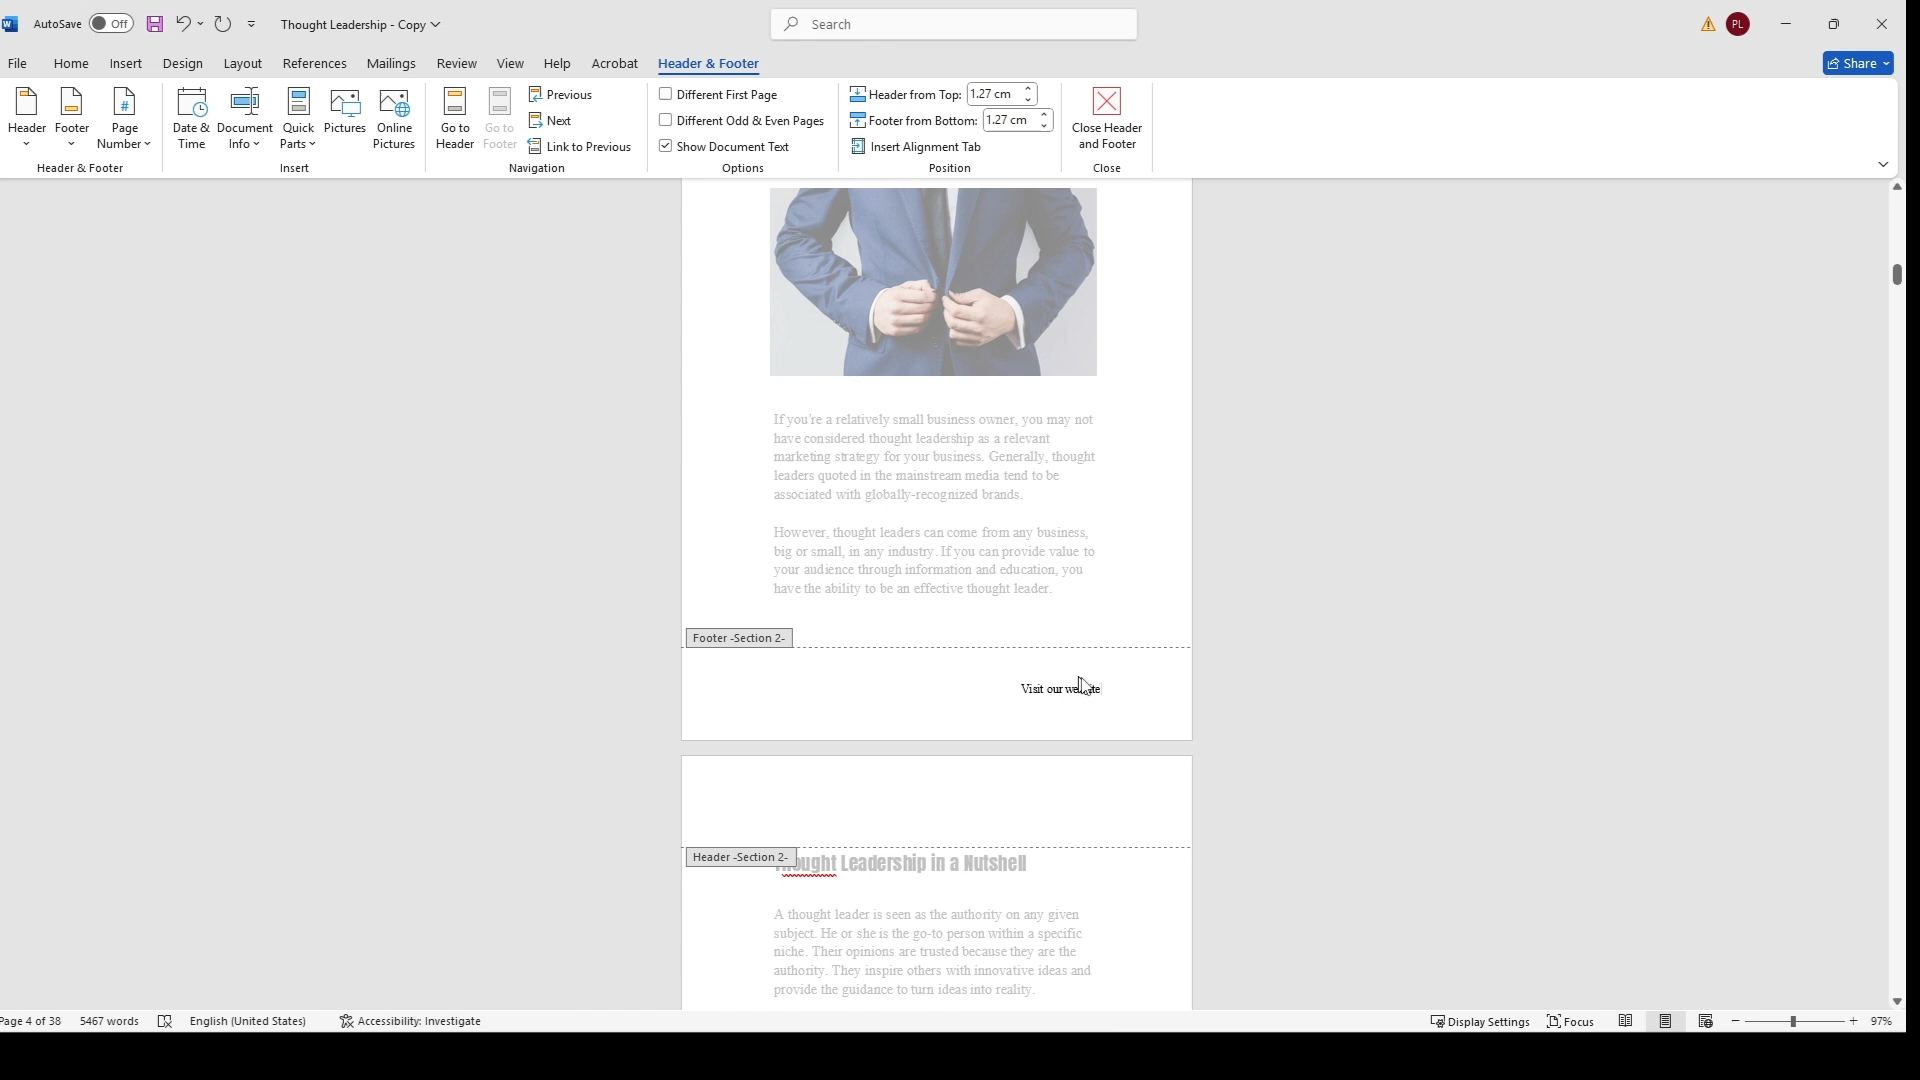 AutoSave Off Thought Leadership - Copy Search PL
File Home Insert Design Layout References Mailings Review View Help Acrobat Header & Footer Share
Header Footer Page Number Date & Time Document Info Quick Parts Pictures Online Pictures Go to Header Go to Footer
Previous
Next
Link to Previous
Different First Page
Different Odd & Even Pages
Show Document Text
Header from Top: 1.27 cm
Footer from Bottom: 1.27 cm
Insert Alignment Tab
Close Header and Footer
Header & Footer Insert Navigation Options Position Close
If you're a relatively small business owner, you may not
have considered thought leadership as a relevant
marketing strategy for your business. Generally, thought
leaders quoted in the mainstream media tend to be
associated with globally-recognized brands.
However, thought leaders can come from any business,
big or small, in any industry. If you can provide value to
your audience through information and education, you
have the ability to be an effective thought leader.
Footer -Section 2-
Visit our website
Header -Section 2-
Thought Leadership in a Nutshell
A thought leader is seen as the authority on any given
subject. He or she is the go-to person within a specific
niche. Their opinions are trusted because they are the
authority. They inspire others with innovative ideas and
provide the guidance to turn ideas into reality.
Page 4 of 38 5467 words English (United States) Accessibility: Investigate Display Settings Focus 97%